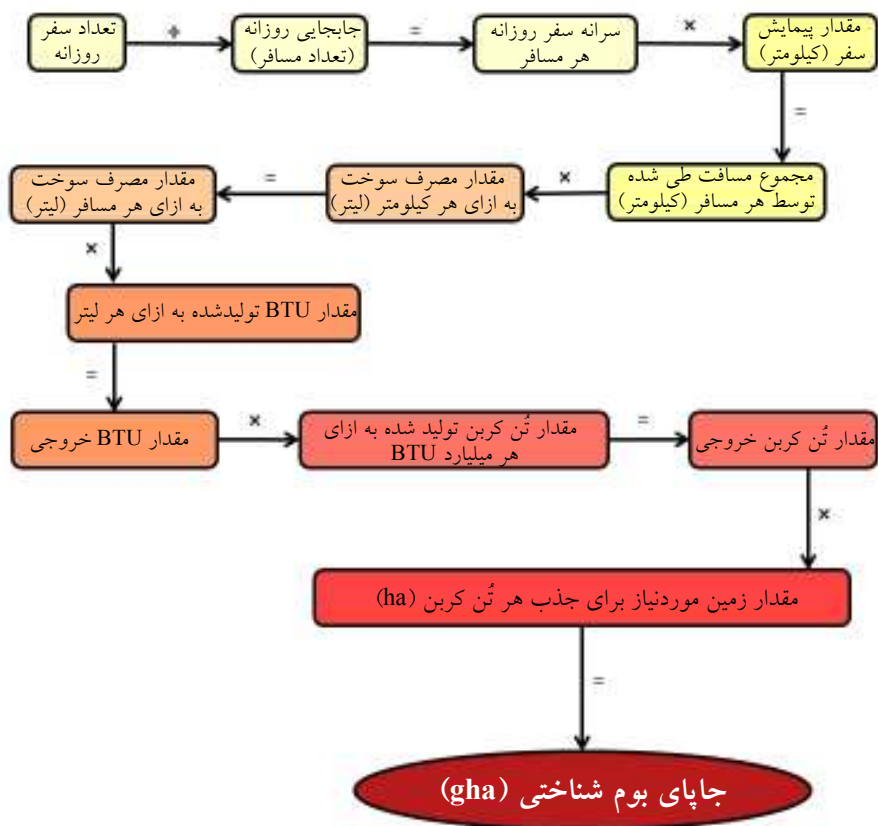 تعداد سفر
روزانه
÷
جابجایی روزانه
(تعداد مسافر)
=
سرانه سفر روزانه
هر مسافر
×
مقدار پیمایش
سفر (کیلومتر)
=
مجموع مسافت طی شده
توسط هر مسافر (کیلومتر)
×
مقدار مصرف سوخت
به ازای هر کیلومتر (لیتر)
=
مقدار مصرف سوخت
به ازای هر مسافر (لیتر)
×
مقدار BTU تولیدشده به ازای هر لیتر
=
مقدار BTU خروجی
×
مقدار تُن کربن تولید شده به ازای
هر میلیارد BTU
=
مقدار تُن کربن خروجی
×
مقدار زمین موردنیاز برای جذب هر تُن کربن (ha)
=
جاپای بوم شناختی (gha)